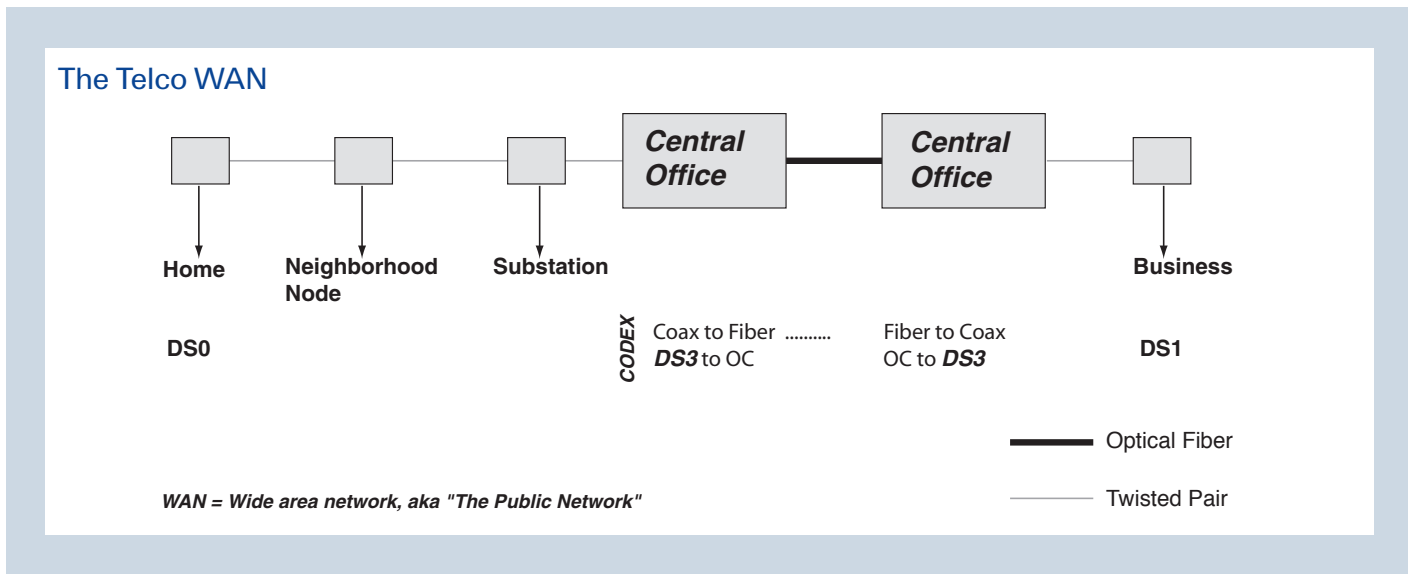 The Telco WAN
Central
Office
Central
Office
Home
Neighborhood
Node
Substation
Business
DS0
CODEX
Coax to Fiber ..........
DS3 to OC
Fiber to Coax
OC to DS3
DS1
Optical Fiber
Twisted Pair
WAN = Wide area network, aka "The Public Network"